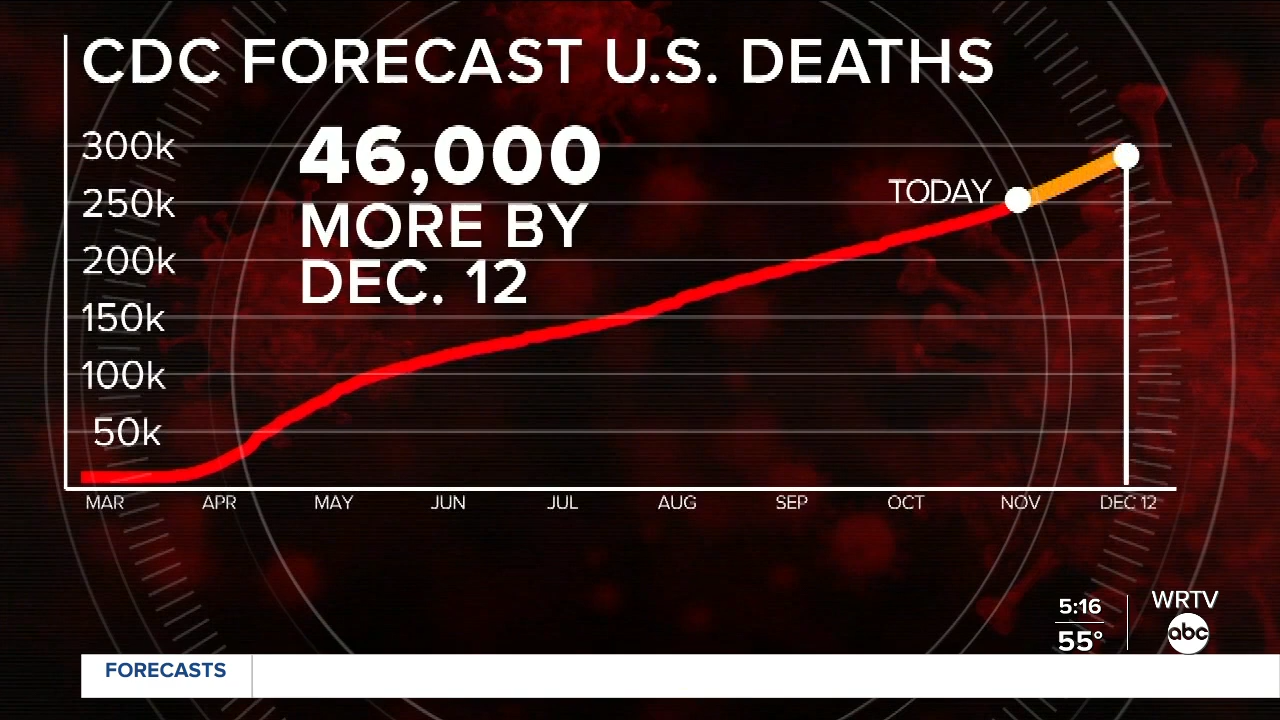 CDC FORECAST U.S. DEATHS
300k
46,000
250k
MORE BY
TODAY
200k
DEC. 12
150k
100k
50k
MAR APR MAY JUN JUL AUG SEP OCT NOV DEC 12
5:16
55°
WRTV
abc
FORECASTS